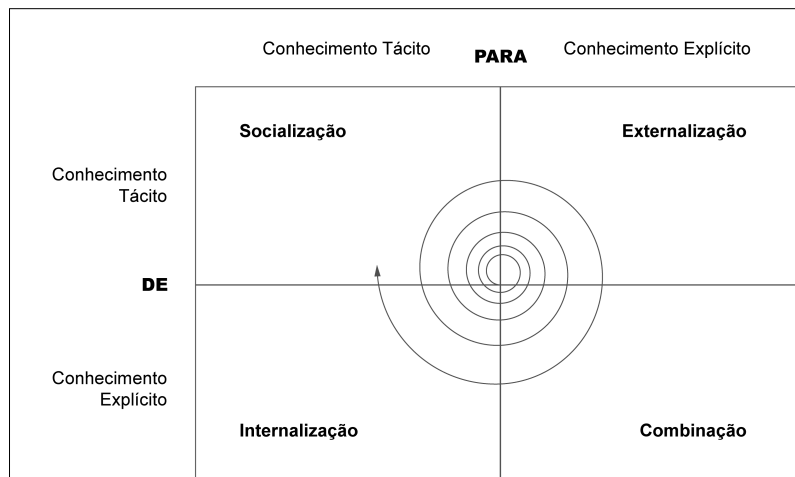 Conhecimento Tácito PARA Conhecimento Explícito
Socialização Externalização
Conhecimento
Tácito
DE
Conhecimento
Explícito
Internalização Combinação